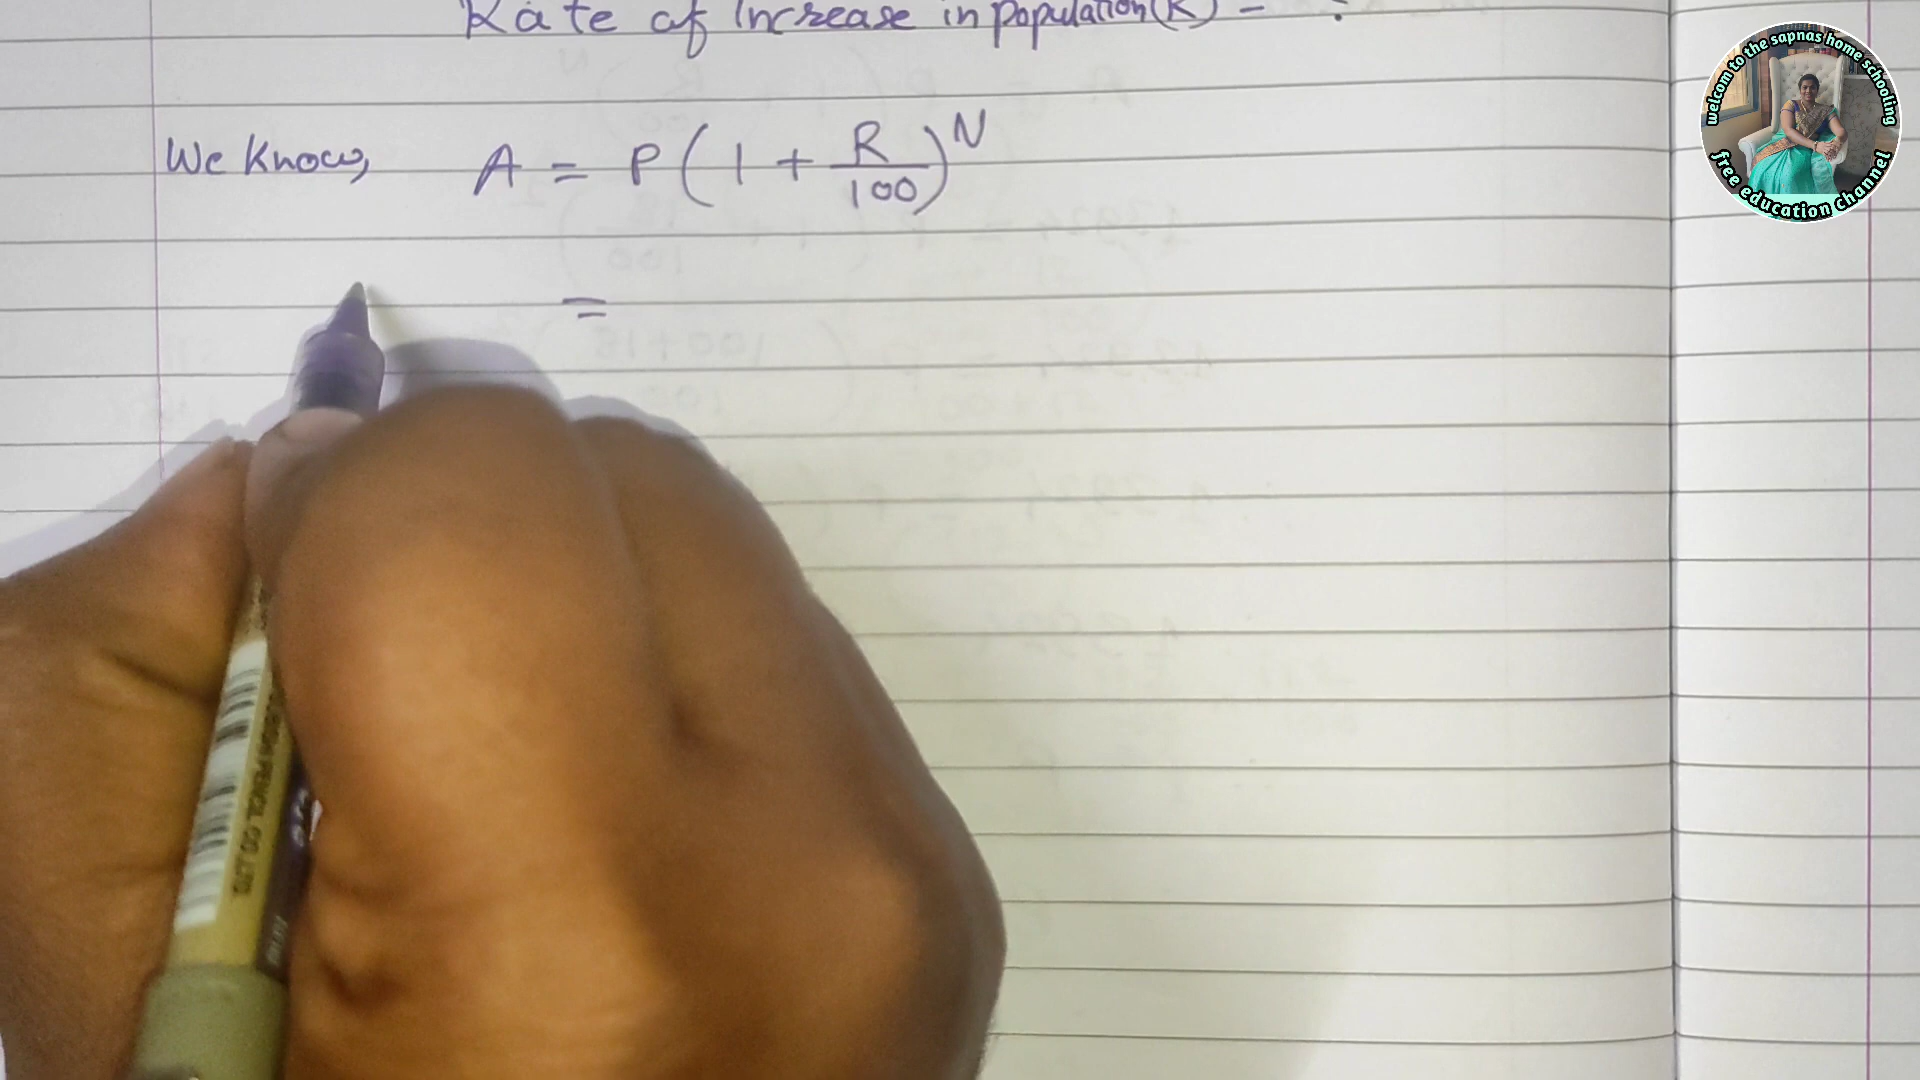 Rate of Increase in population (R) = ?
We Know, A = P ( 1 + R/100 )^N
=
welcom to the sapnas home schooling
free education channel